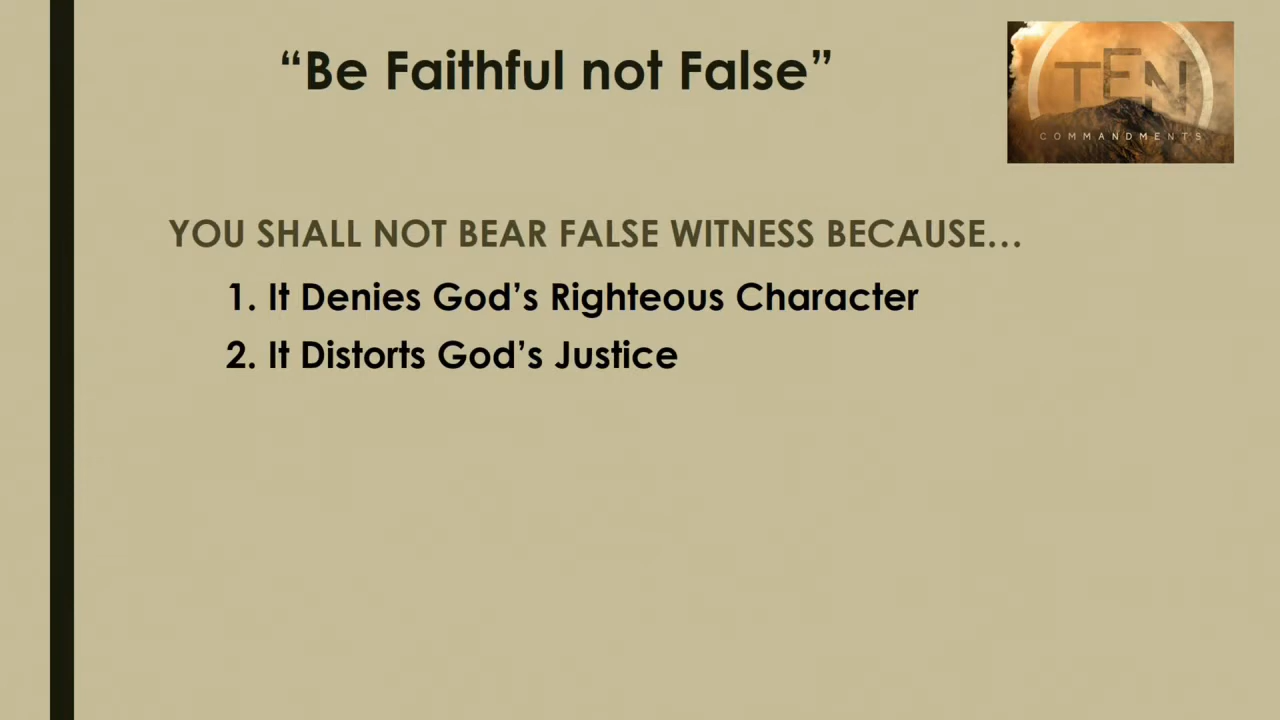 “Be Faithful not False”
TEN
COMMANDMENTS
YOU SHALL NOT BEAR FALSE WITNESS BECAUSE…
1. It Denies God’s Righteous Character
2. It Distorts God’s Justice